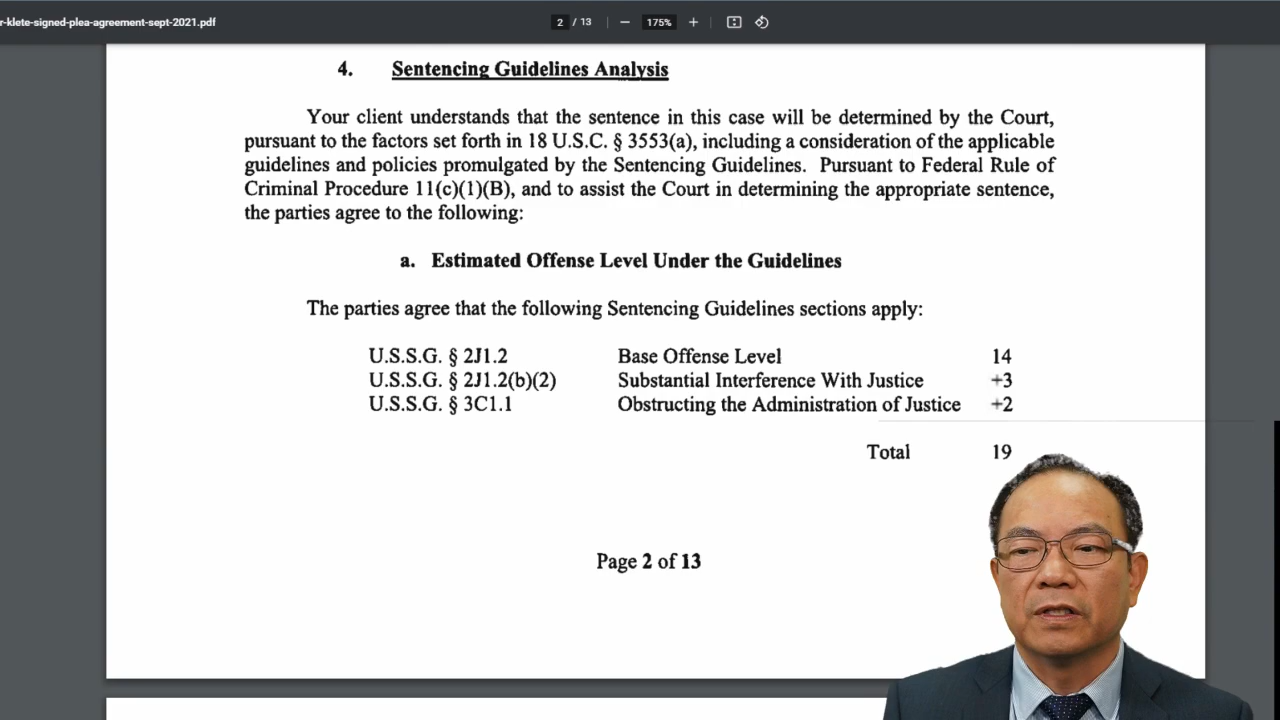 r-klete-signed-plea-agreement-sept-2021.pdf
2 / 13 — 175% +
4. Sentencing Guidelines Analysis
Your client understands that the sentence in this case will be determined by the Court,
pursuant to the factors set forth in 18 U.S.C. § 3553(a), including a consideration of the applicable
guidelines and policies promulgated by the Sentencing Guidelines. Pursuant to Federal Rule of
Criminal Procedure 11(c)(1)(B), and to assist the Court in determining the appropriate sentence,
the parties agree to the following:
a. Estimated Offense Level Under the Guidelines
The parties agree that the following Sentencing Guidelines sections apply:
U.S.S.G. § 2J1.2 Base Offense Level 14
U.S.S.G. § 2J1.2(b)(2) Substantial Interference With Justice +3
U.S.S.G. § 3C1.1 Obstructing the Administration of Justice +2
Total 19
Page 2 of 13